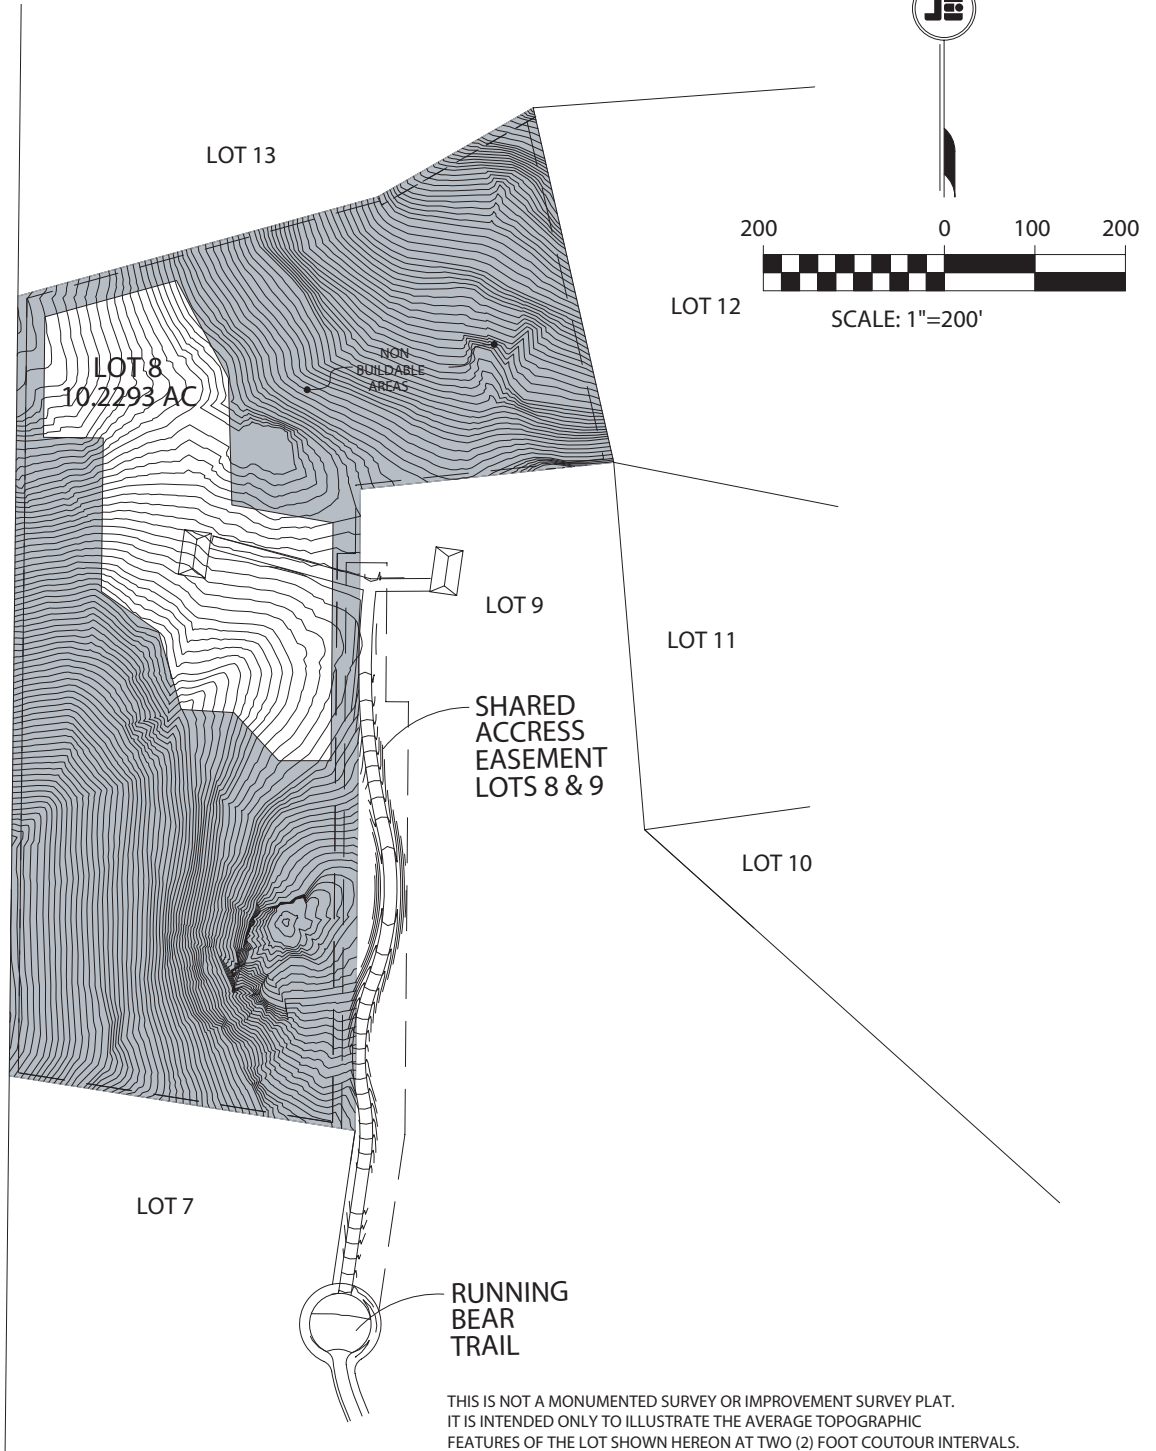 LOT 13
200 0 100 200
SCALE: 1"=200'
LOT 12
NON
BUILDABLE
AREAS
LOT 8
10.2293 AC
LOT 9
LOT 11
SHARED
ACCRESS
EASEMENT
LOTS 8 & 9
LOT 10
LOT 7
RUNNING
BEAR
TRAIL
THIS IS NOT A MONUMENTED SURVEY OR IMPROVEMENT SURVEY PLAT.
IT IS INTENDED ONLY TO ILLUSTRATE THE AVERAGE TOPOGRAPHIC
FEATURES OF THE LOT SHOWN HEREON AT TWO (2) FOOT COUTOUR INTERVALS.